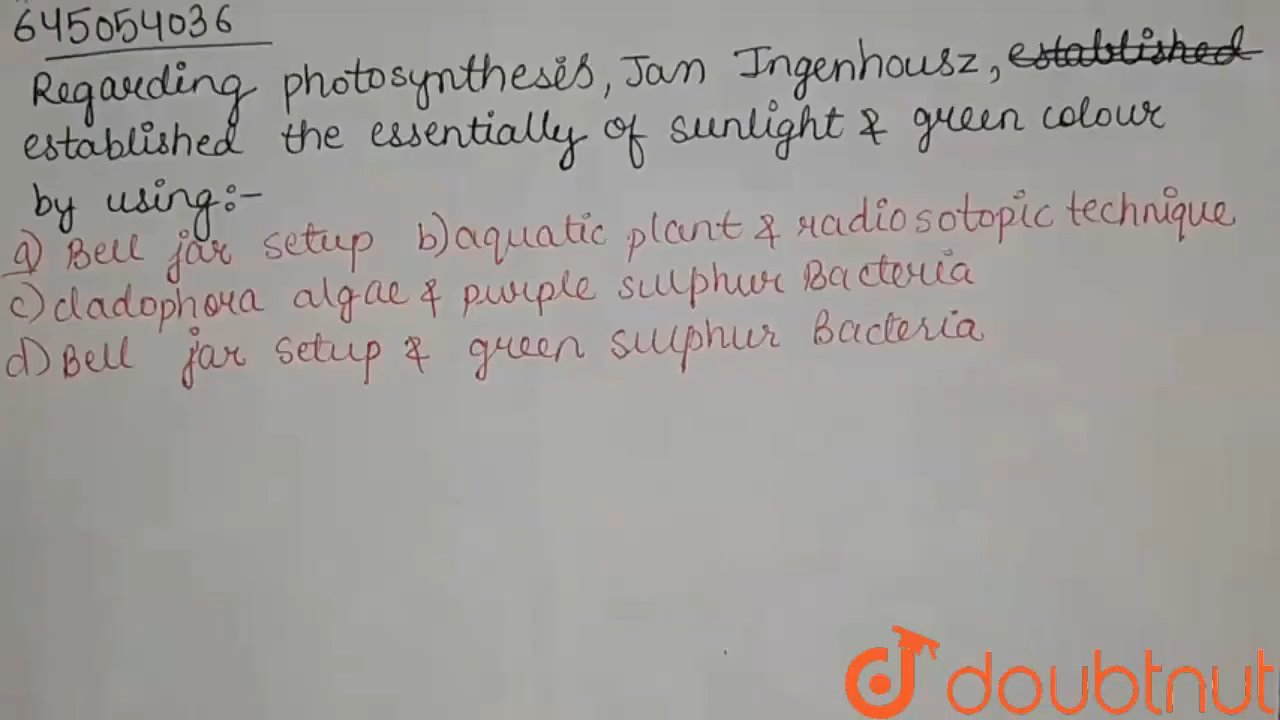 645054036
Regarding photosynthesis, Jan Ingenhousz, established
established the essentially of sunlight & green colour
by using:-
a) Bell jar setup b) aquatic plant & radiosotopic technique
c) cladophora algae & purple sulphur Bacteria
d) Bell jar setup & green sulphur Bacteria
doubtnut